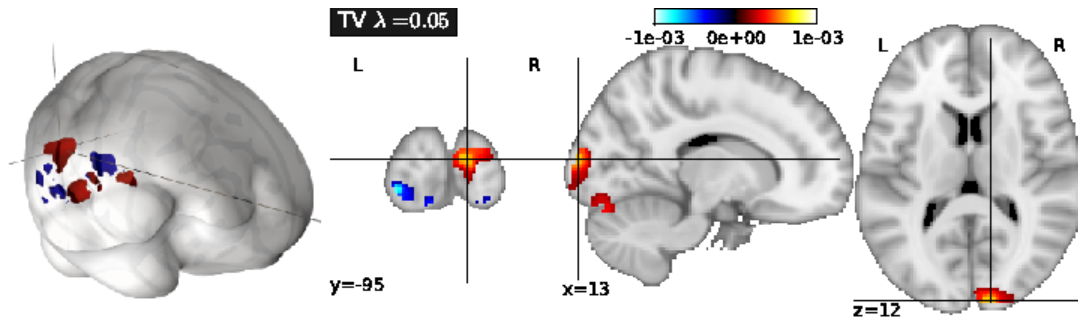 TV λ =0.05
-1e-03 0e+00 1e-03
L R
L R
y=-95
x=13
z=12